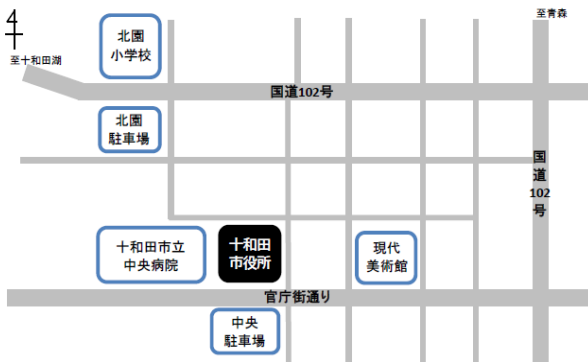 至青森
北園
小学校
至十和田湖
国道102号
北園
駐車場
国
道
102
号
十和田市立
中央病院
十和田
市役所
現代
美術館
官庁街通り
中央
駐車場